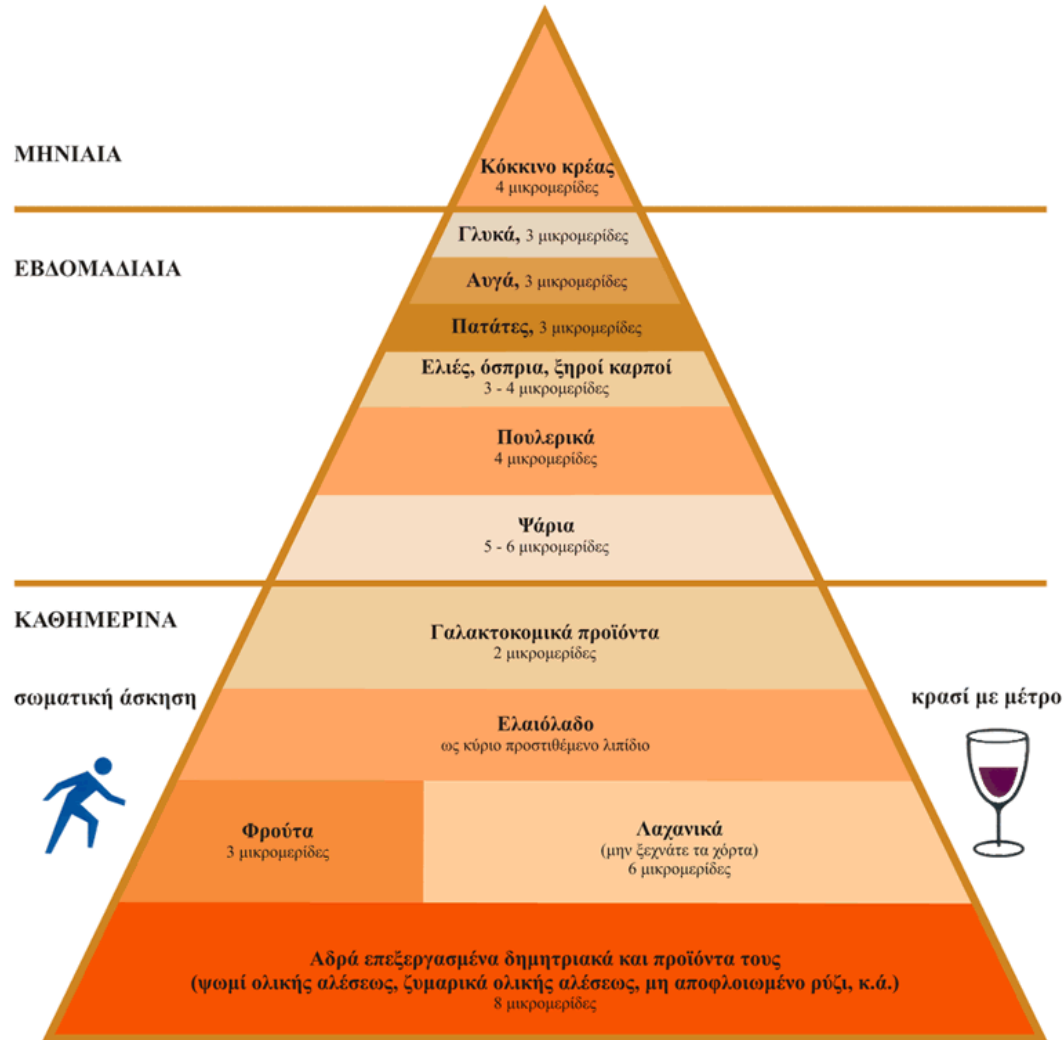 ΜΗΝΙΑΙΑ
Κόκκινο κρέας
4 μικρομερίδες
Γλυκά, 3 μικρομερίδες
ΕΒΔΟΜΑΔΙΑΙΑ
Αυγά, 3 μικρομερίδες
Πατάτες, 3 μικρομερίδες
Ελιές, όσπρια, ξηροί καρποί
3 - 4 μικρομερίδες
Πουλερικά
4 μικρομερίδες
Ψάρια
5 - 6 μικρομερίδες
ΚΑΘΗΜΕΡΙΝΑ
Γαλακτοκομικά προϊόντα
2 μικρομερίδες
σωματική άσκηση
κρασί με μέτρο
Ελαιόλαδο
ως κύριο προστιθέμενο λιπίδιο
Φρούτα
3 μικρομερίδες
Λαχανικά
(μην ξεχνάτε τα χόρτα)
6 μικρομερίδες
Αδρά επεξεργασμένα δημητριακά και προϊόντα τους
(ψωμί ολικής αλέσεως, ζυμαρικά ολικής αλέσεως, μη αποφλοιωμένο ρύζι, κ.ά.)
8 μικρομερίδες